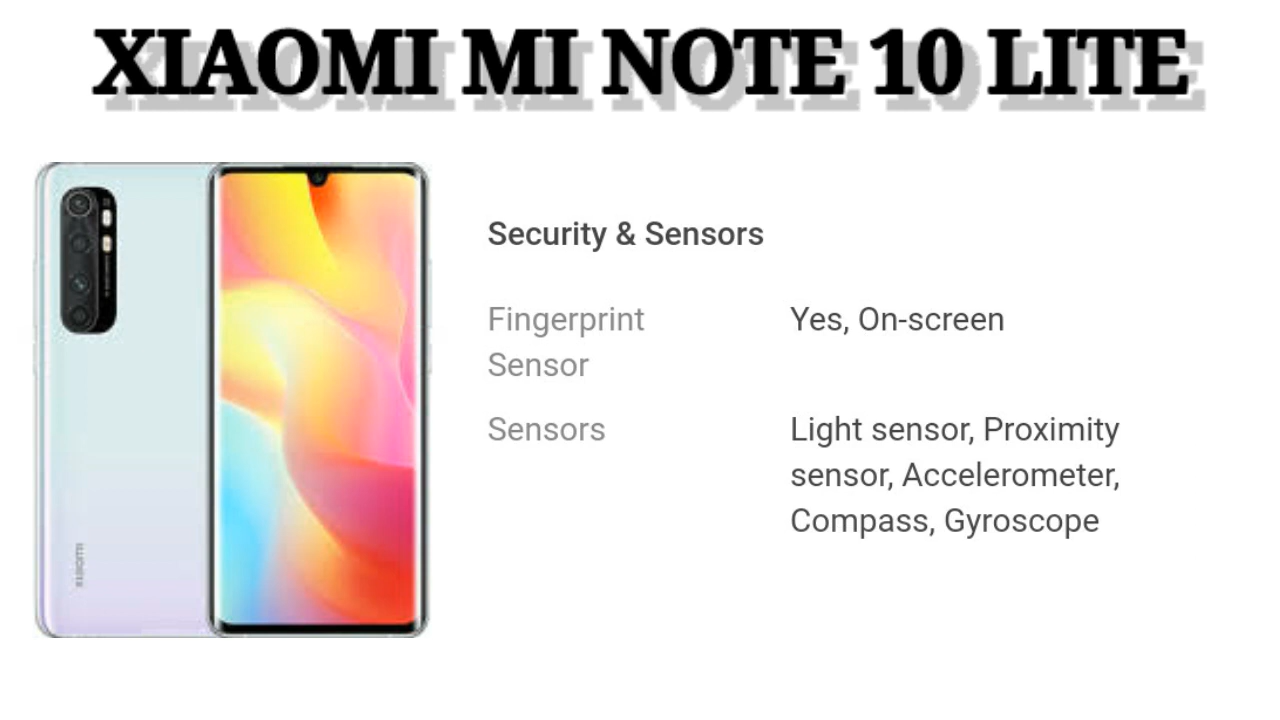 XIAOMI MI NOTE 10 LITE
Security & Sensors
Fingerprint Sensor
Yes, On-screen
Sensors
Light sensor, Proximity
sensor, Accelerometer,
Compass, Gyroscope
XIAOMI